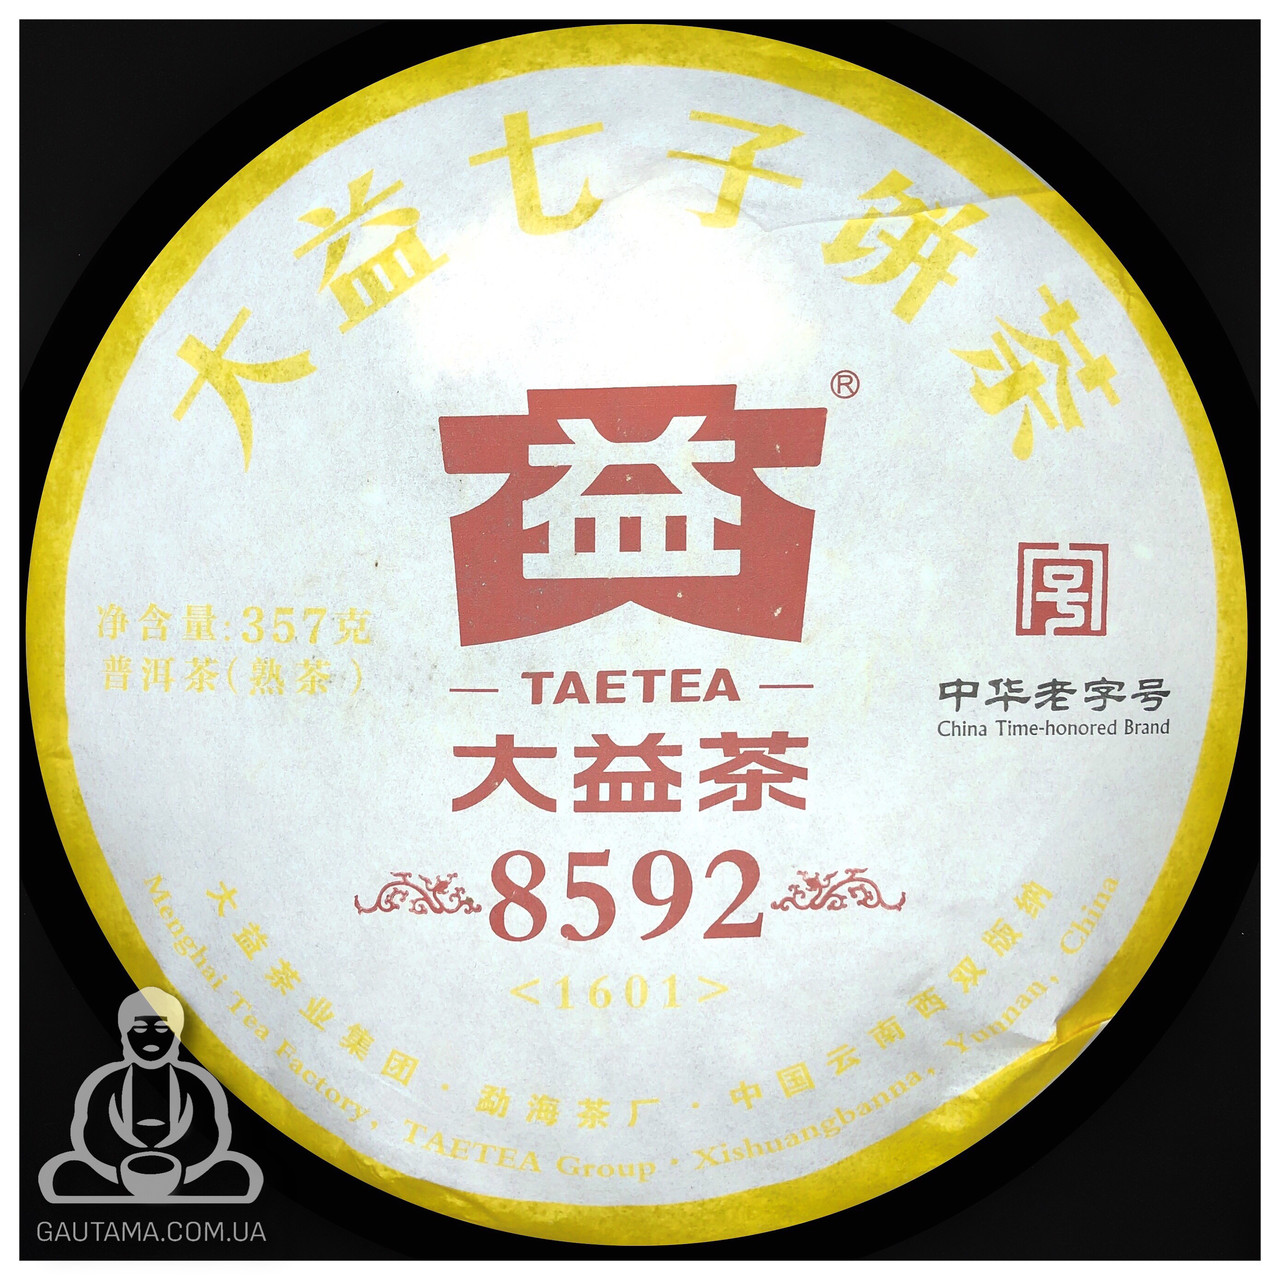 大益七子饼茶
益
®
净含量:357克
普洱茶(熟茶)
TAETEA
大益茶
字号
中华老字号
China Time-honored Brand
8592
<1601>
大益茶业集团·勐海茶厂·中国云南西双版纳
Menghai Tea Factory, TAETEA Group · Xishuangbanna, Yunnan, China
GAUTAMA.COM.UA